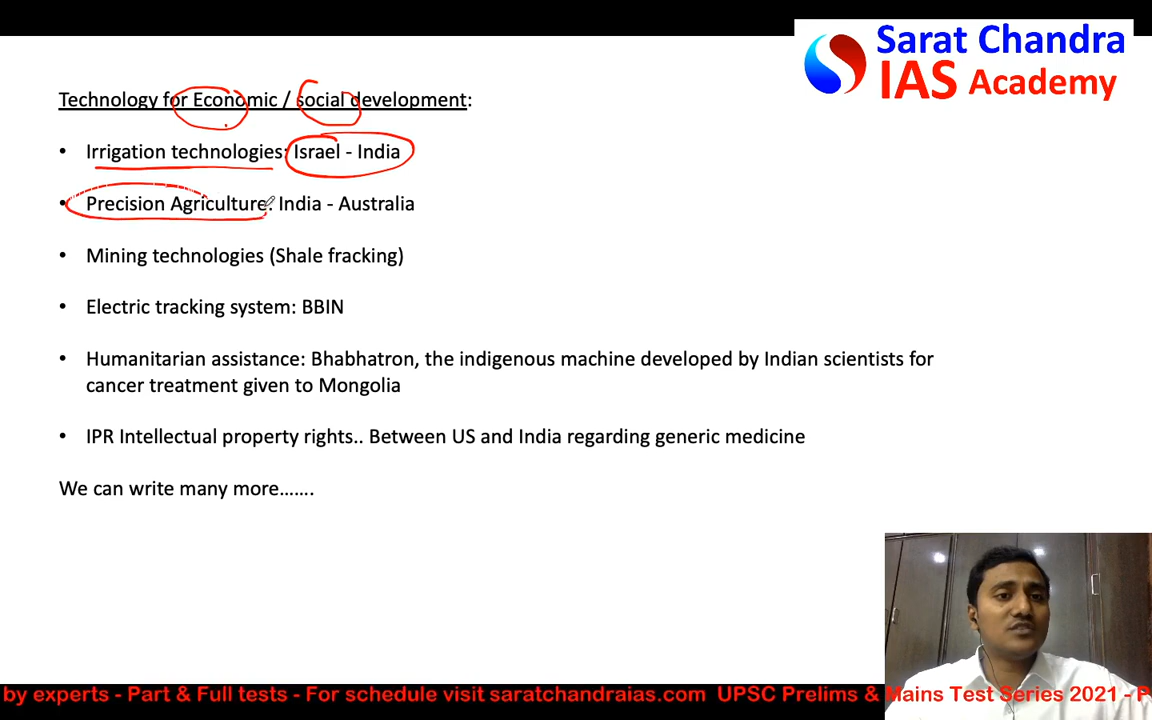 Sarat Chandra
IAS Academy
Technology for Economic / social development:
• Irrigation technologies: Israel - India
• Precision Agriculture: India - Australia
• Mining technologies (Shale fracking)
• Electric tracking system: BBIN
• Humanitarian assistance: Bhabhatron, the indigenous machine developed by Indian scientists for
cancer treatment given to Mongolia
• IPR Intellectual property rights.. Between US and India regarding generic medicine
We can write many more…….
by experts - Part & Full tests - For schedule visit saratchandraias.com UPSC Prelims & Mains Test Series 2021 - P